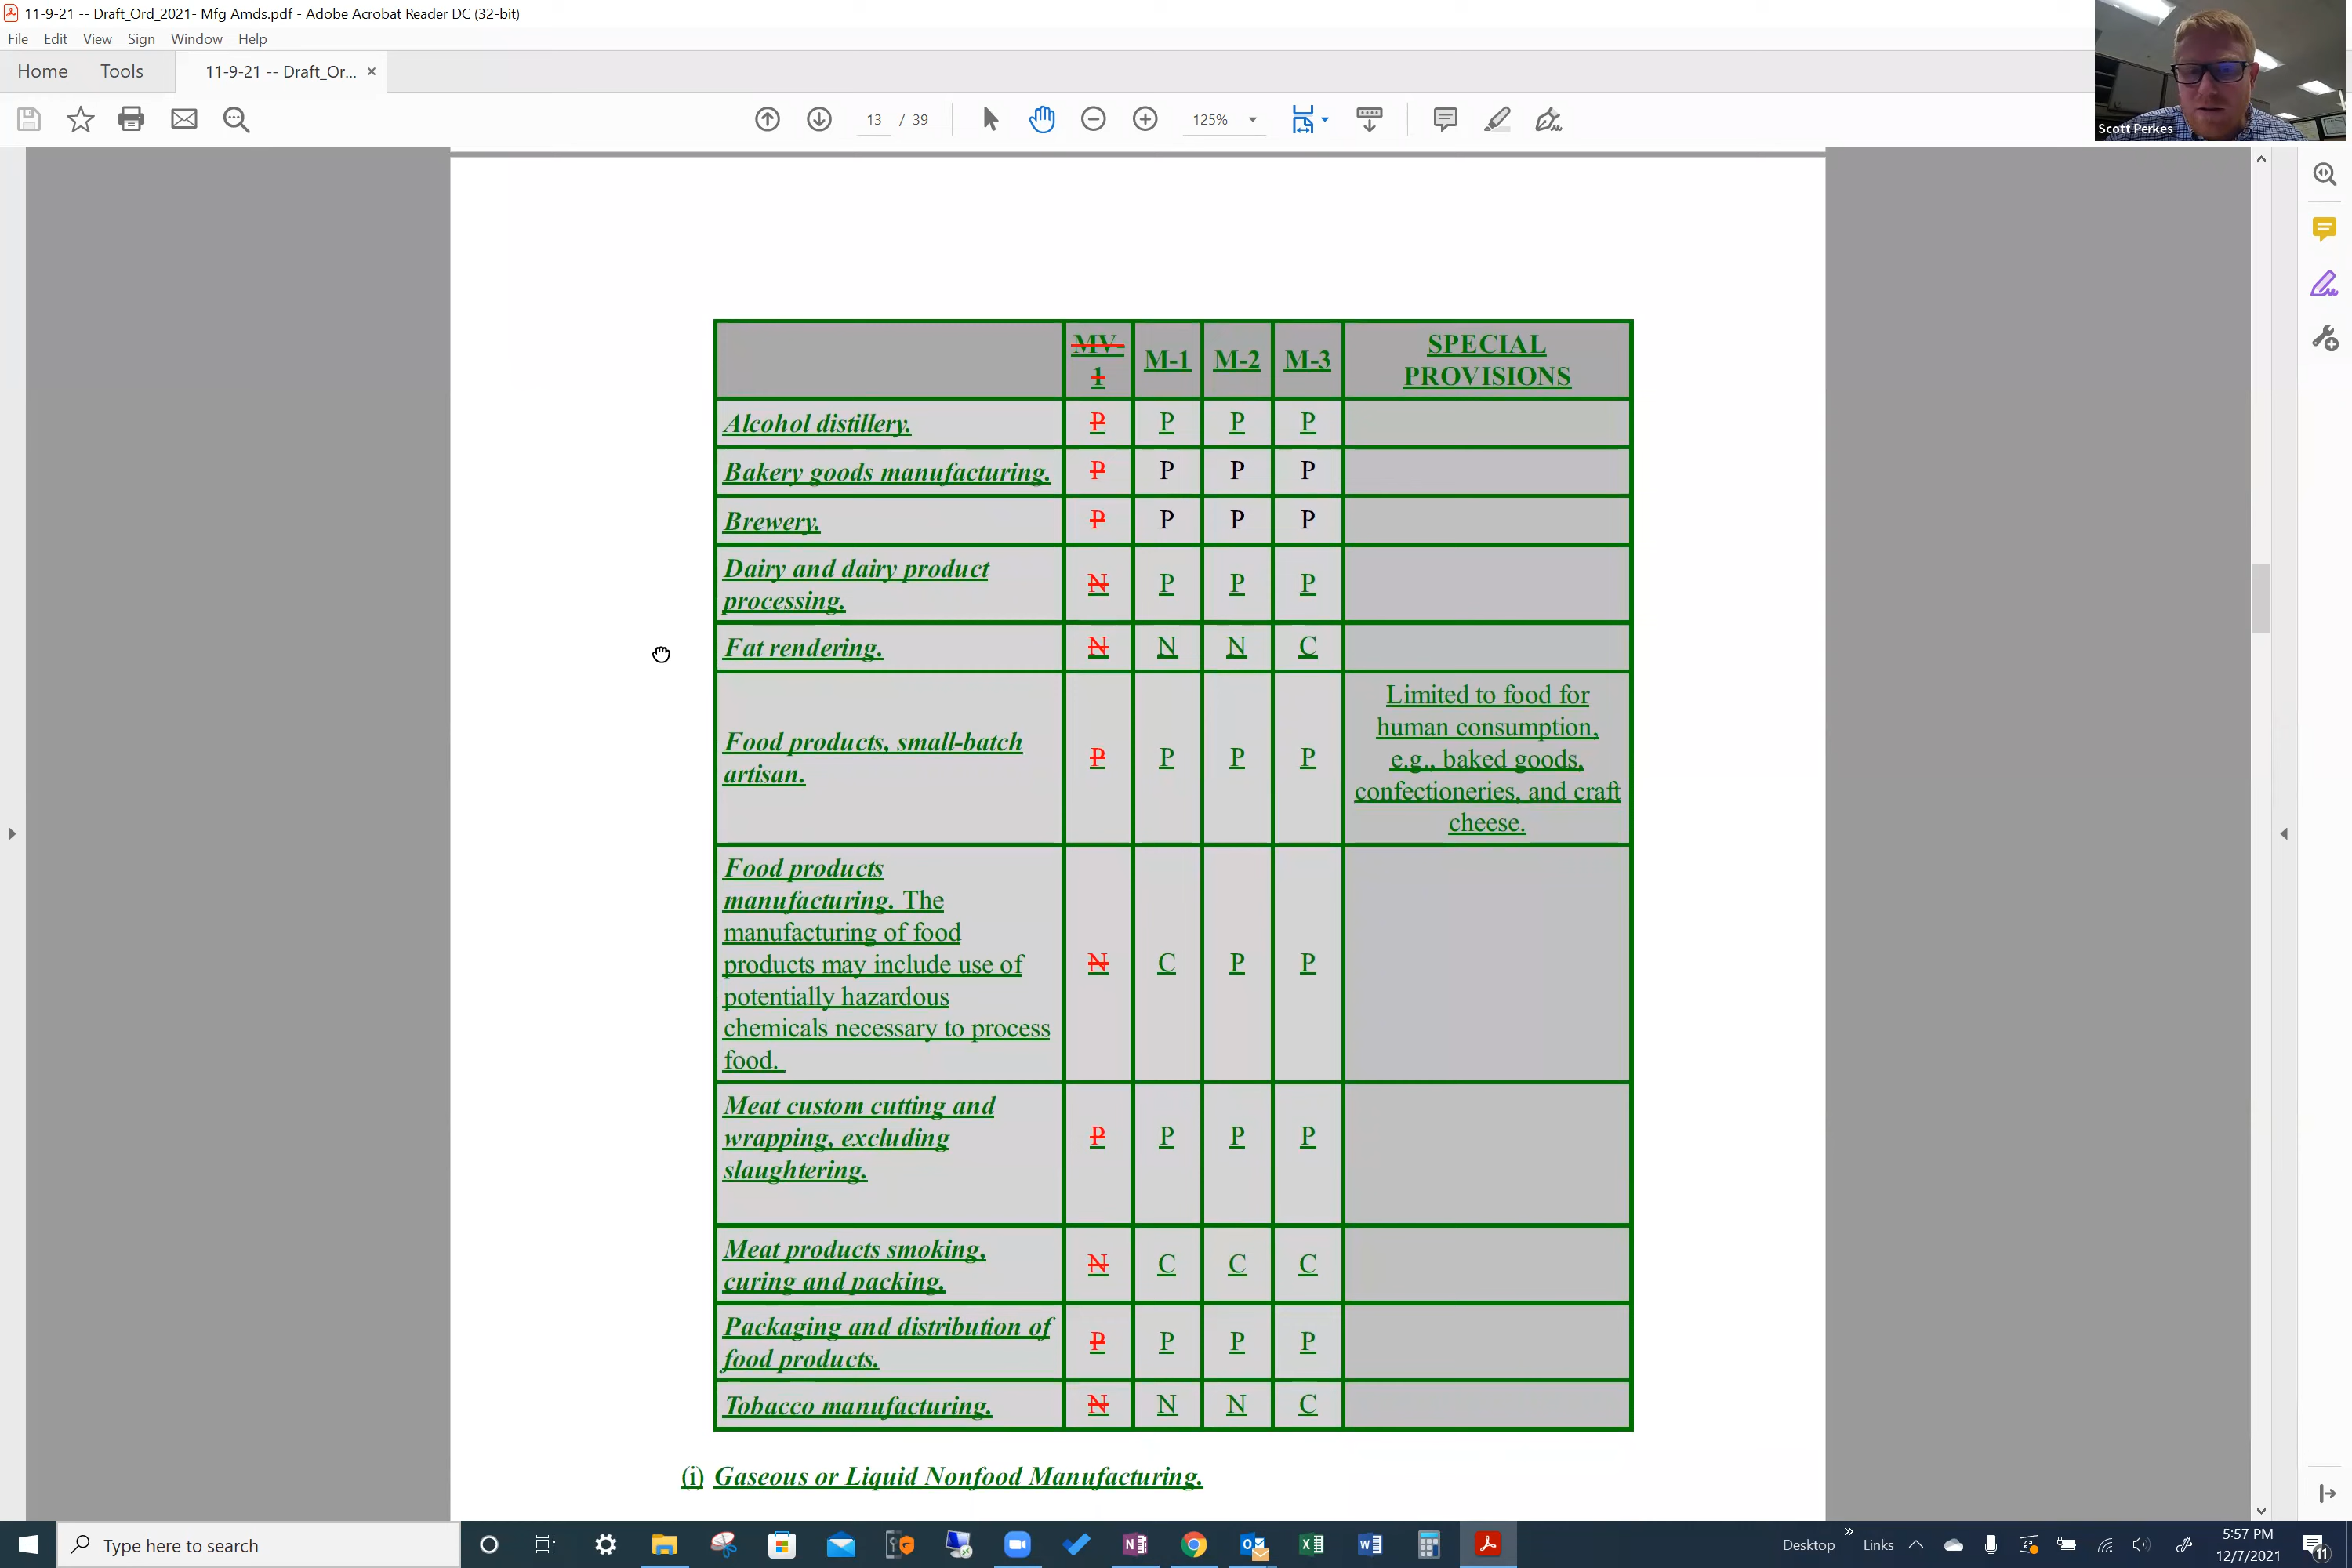 11-9-21 -- Draft_Ord_2021- Mfg Amds.pdf - Adobe Acrobat Reader DC (32-bit)
File Edit View Sign Window Help
Home Tools 11-9-21 -- Draft_Or... ×
13 / 39 125%
Scott Perkes
MV-1 M-1 M-2 M-3 SPECIAL PROVISIONS
Alcohol distillery. P P P P
Bakery goods manufacturing. P P P P
Brewery. P P P P
Dairy and dairy product
processing. N P P P
Fat rendering. N N N C
Food products, small-batch
artisan. P P P P
Limited to food for
human consumption,
e.g., baked goods,
confectioneries, and craft
cheese.
Food products
manufacturing. The
manufacturing of food
products may include use of
potentially hazardous
chemicals necessary to process
food. N C P P
Meat custom cutting and
wrapping, excluding
slaughtering. P P P P
Meat products smoking,
curing and packing. N C C C
Packaging and distribution of
food products. P P P P
Tobacco manufacturing. N N N C
(i) Gaseous or Liquid Nonfood Manufacturing.
Type here to search
Desktop » Links
5:57 PM
12/7/2021
11